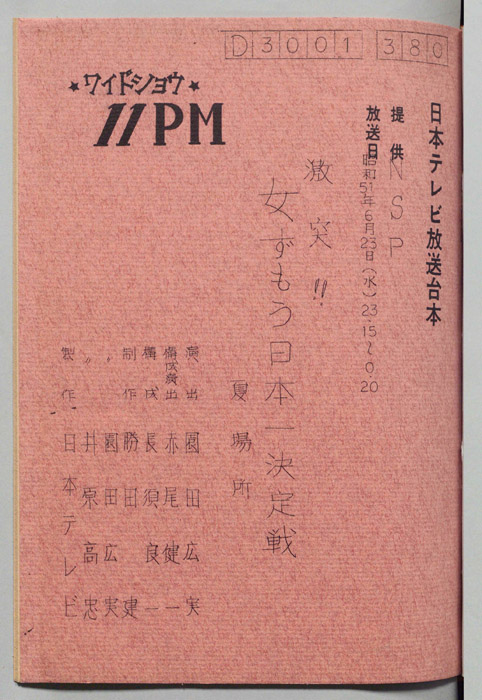 D3001 380
日本テレビ放送台本
提供 NSP
放送日 昭和51年6月23日(水) 23.15~0.20
★ワイドショウ★
11PM
激突!!
女ずもう日本一決定戦
夏場所
演出 園田広実
構成演出 赤尾健一
構成 長須良一
制作 勝田建
〃 園田広実
〃 井原高忠
製作 日本テレビ